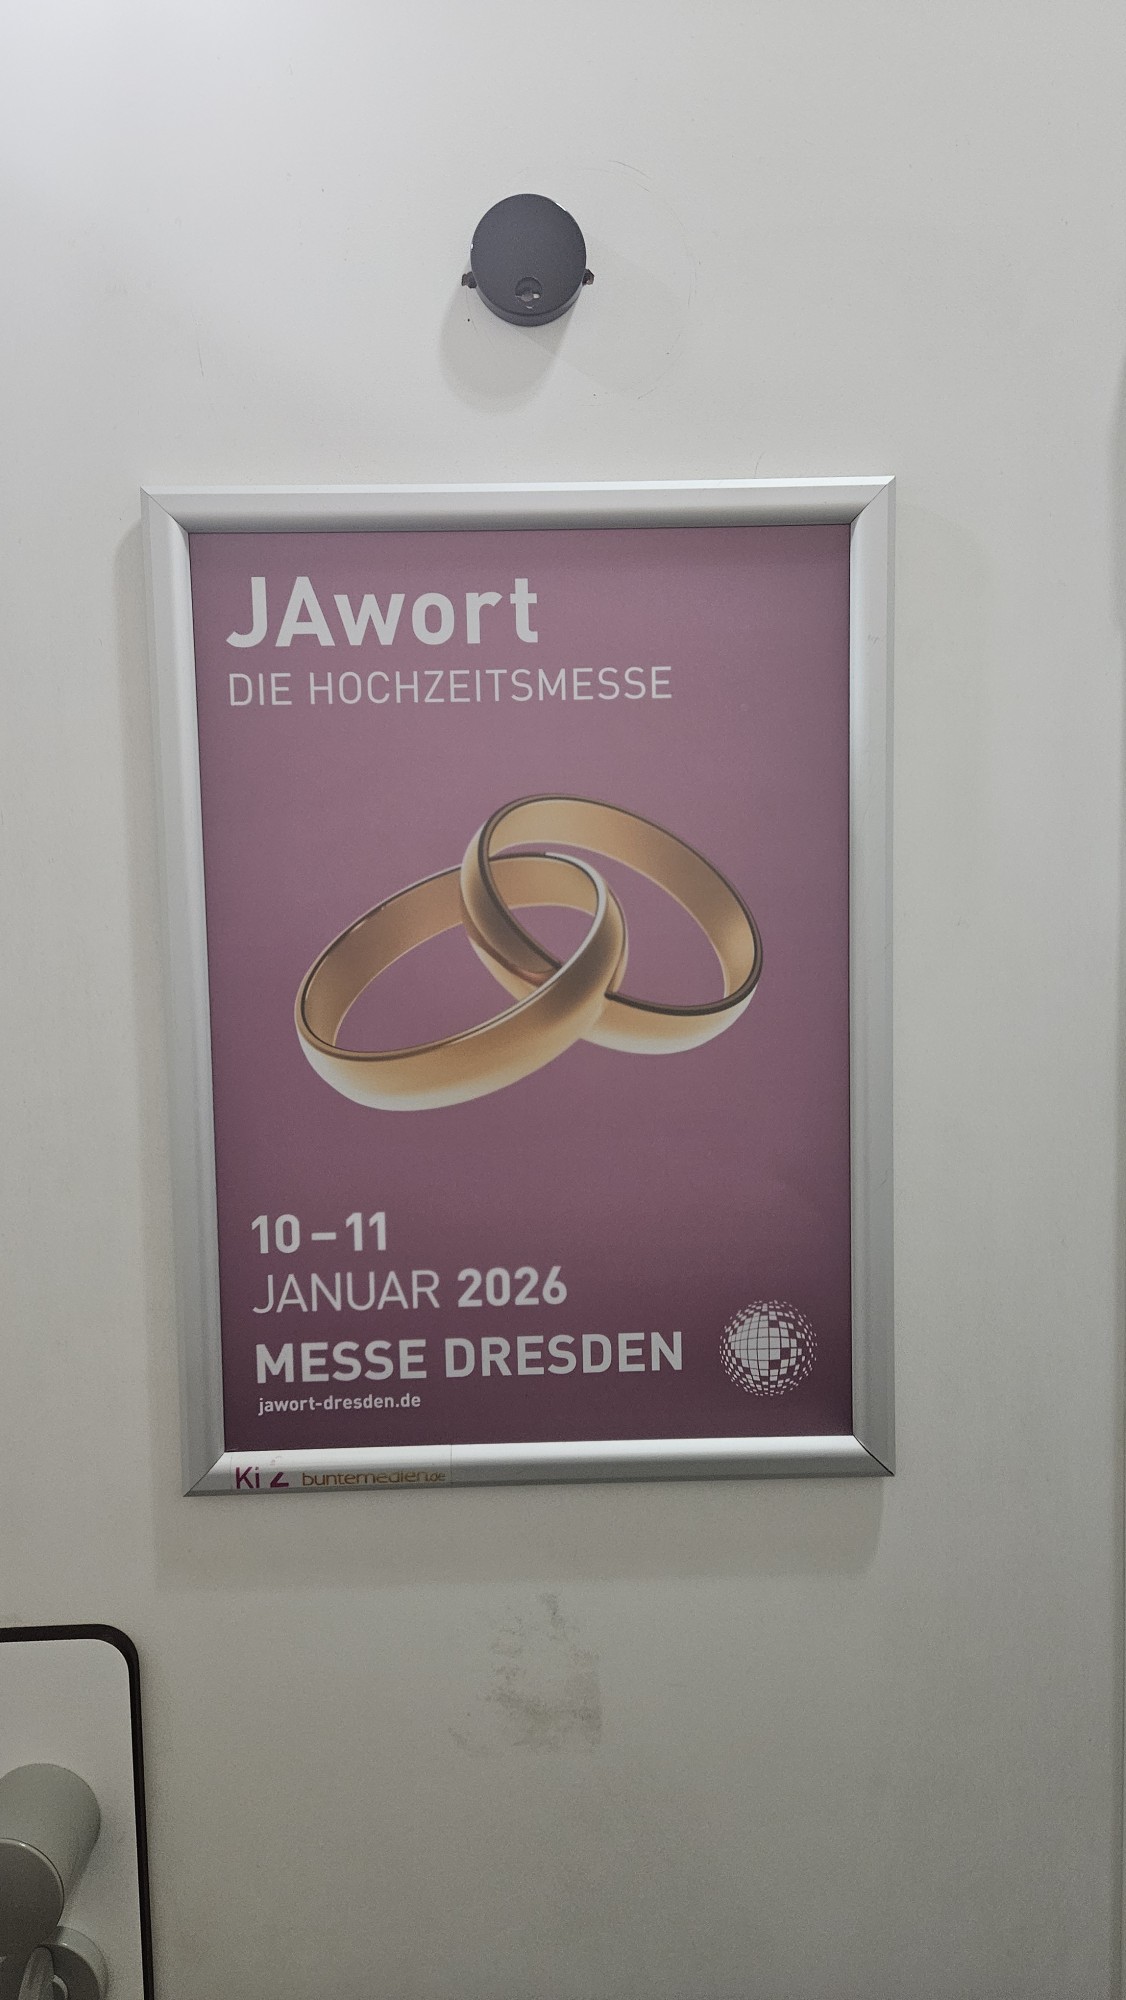 JAwort
DIE HOCHZEITSMESSE
10 – 11
JANUAR 2026
MESSE DRESDEN
jawort-dresden.de
buntemedien.de